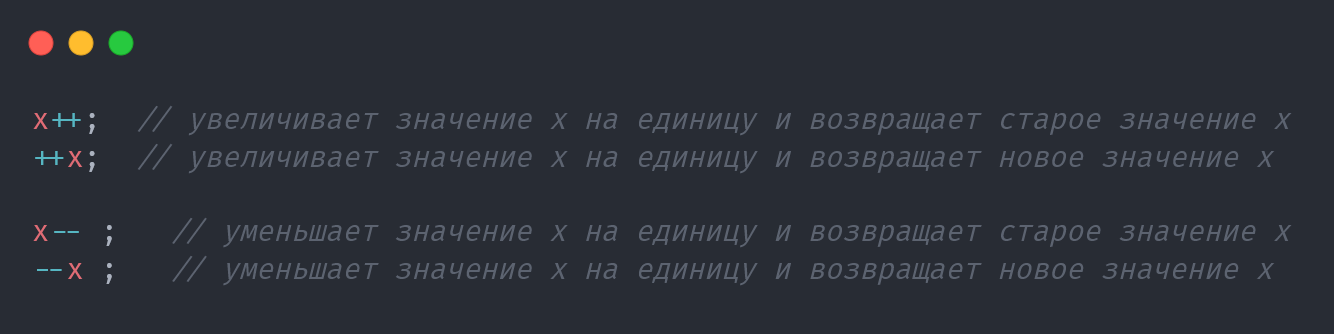 x++;  // увеличивает значение x на единицу и возвращает старое значение x
++x;  // увеличивает значение x на единицу и возвращает новое значение x
x-- ;   // уменьшает значение x на единицу и возвращает старое значение x
--x ;   // уменьшает значение x на единицу и возвращает новое значение x